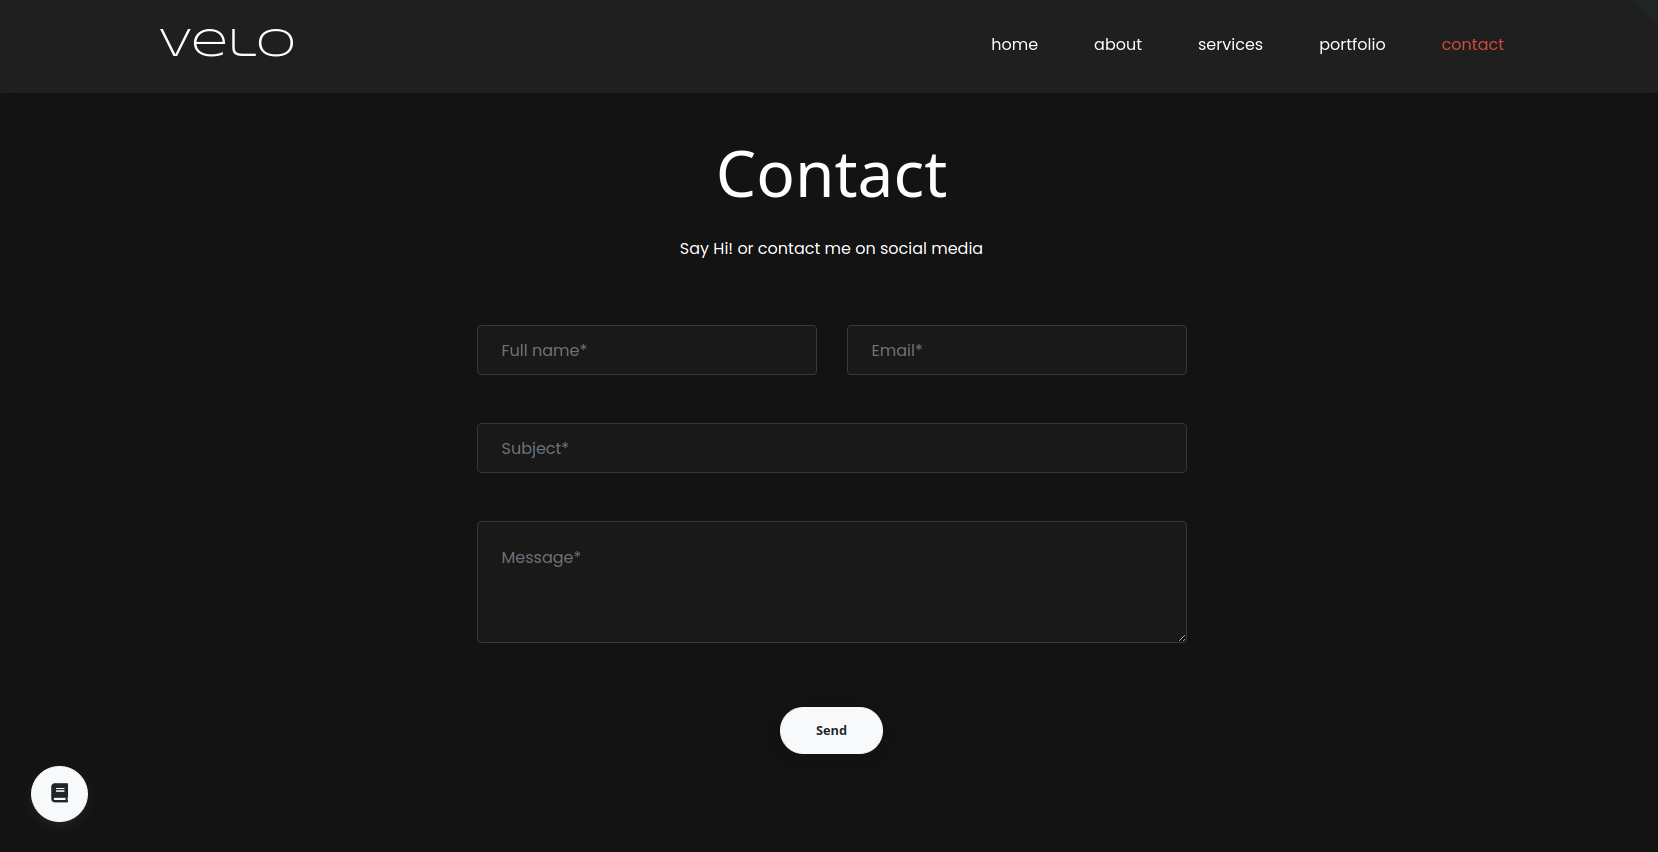 VeLO
home about services portfolio contact
Contact
Say Hi! or contact me on social media
Full name* Email*
Subject*
Message*
Send